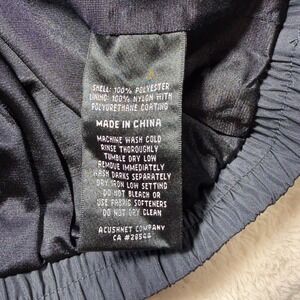 SHELL: 100% POLYESTER
LINING: 100% NYLON WITH
POLYURETHANE COATING
MADE IN CHINA
MACHINE WASH COLD
RINSE THOROUGHLY
TUMBLE DRY LOW
REMOVE IMMEDIATELY
WASH DARKS SEPARATELY
DRY IRON LOW SETTING
DO NOT BLEACH OR
USE FABRIC SOFTENERS
DO NOT DRY CLEAN
ACUSHNET COMPANY
CA #26544